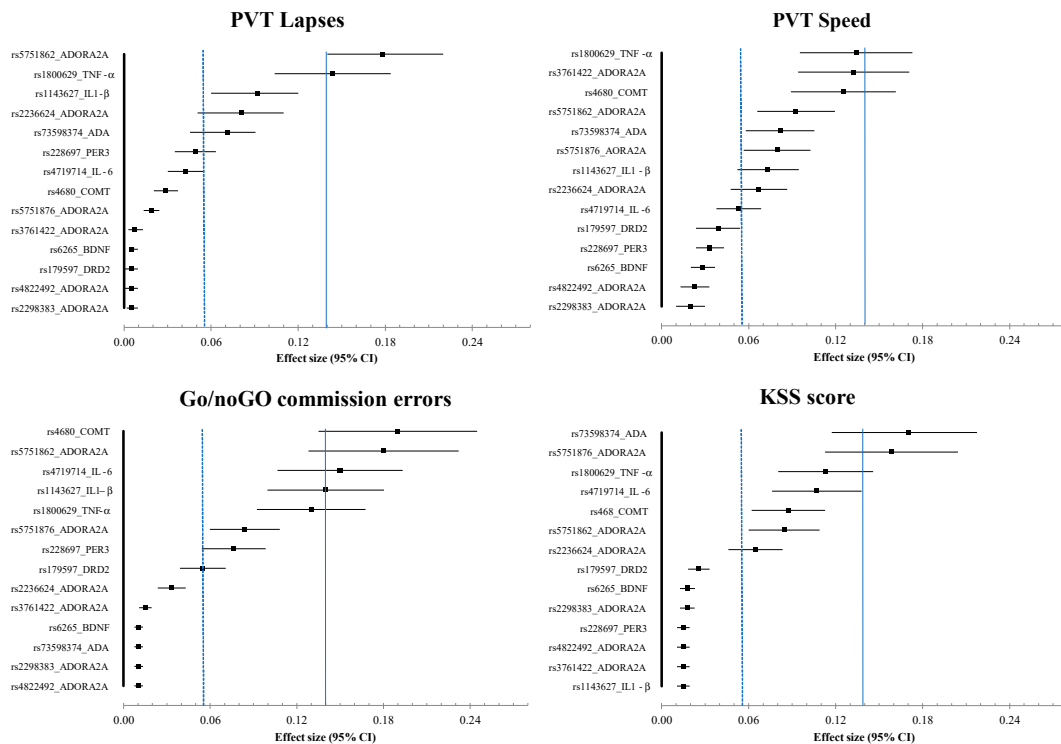 PVT Lapses
rs5751862_ADORA2A
rs1800629_TNF -α
rs1143627_IL1-β
rs2236624_ADORA2A
rs73598374_ADA
rs228697_PER3
rs4719714_IL -6
rs4680_COMT
rs5751876_ADORA2A
rs3761422_ADORA2A
rs6265_BDNF
rs179597_DRD2
rs4822492_ADORA2A
rs2298383_ADORA2A
0.00 0.06 0.12 0.18 0.24
Effect size (95% CI)
PVT Speed
rs1800629_TNF -α
rs3761422_ADORA2A
rs4680_COMT
rs5751862_ADORA2A
rs73598374_ADA
rs5751876_AORA2A
rs1143627_IL1 - β
rs2236624_ADORA2A
rs4719714_IL -6
rs179597_DRD2
rs228697_PER3
rs6265_BDNF
rs4822492_ADORA2A
rs2298383_ADORA2A
0.00 0.06 0.12 0.18 0.24
Effect size (95% CI)
Go/noGO commission errors
rs4680_COMT
rs5751862_ADORA2A
rs4719714_IL -6
rs1143627_IL1–β
rs1800629_TNF-α
rs5751876_ADORA2A
rs228697_PER3
rs179597_DRD2
rs2236624_ADORA2A
rs3761422_ADORA2A
rs6265_BDNF
rs73598374_ADA
rs2298383_ADORA2A
rs4822492_ADORA2A
0.00 0.06 0.12 0.18 0.24
Effect size (95% CI)
KSS score
rs73598374_ADA
rs5751876_ADORA2A
rs1800629_TNF -α
rs4719714_IL -6
rs468_COMT
rs5751862_ADORA2A
rs2236624_ADORA2A
rs179597_DRD2
rs6265_BDNF
rs2298383_ADORA2A
rs228697_PER3
rs4822492_ADORA2A
rs3761422_ADORA2A
rs1143627_IL1 - β
0.00 0.06 0.12 0.18 0.24
Effect size (95% CI)